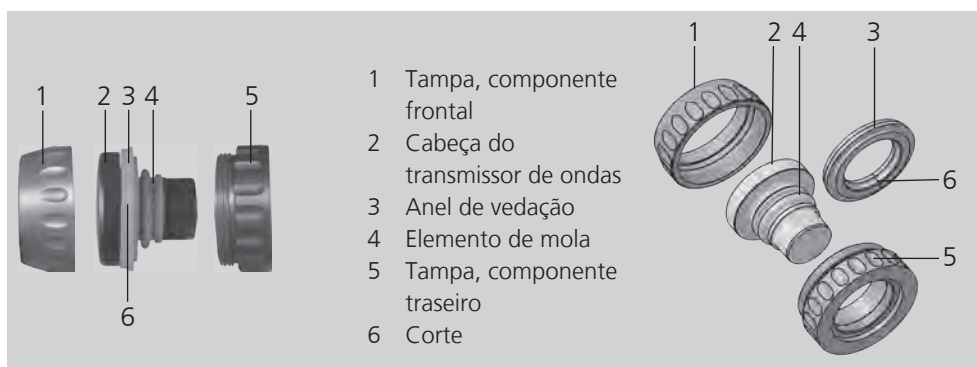 1 2 3 4 5
6
1 Tampa, componente
frontal
2 Cabeça do
transmissor de ondas
3 Anel de vedação
4 Elemento de mola
5 Tampa, componente
traseiro
6 Corte
1 2 4 3
6
5